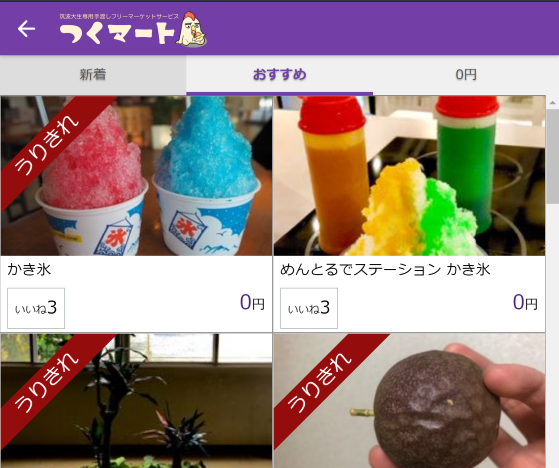 筑波大生専用手渡しフリーマーケットサービス
つくマート
新着
おすすめ
0円
うりきれ
氷
氷
かき氷
めんとるでステーション かき氷
いいね3
0円
いいね3
0円
うりきれ
うりきれ